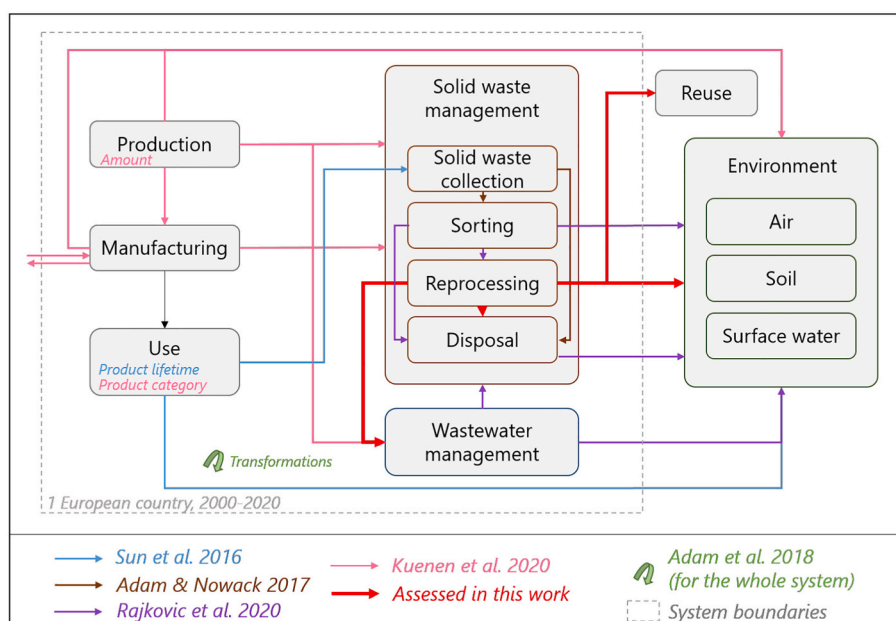 Solid waste
management
Reuse
Production
Amount
Solid waste
collection
Environment
Sorting
Air
Manufacturing
Reprocessing
Soil
Disposal
Surface water
Use
Product lifetime
Product category
Wastewater
management
Transformations
1 European country, 2000-2020
Sun et al. 2016
Adam & Nowack 2017
Rajkovic et al. 2020
Kuenen et al. 2020
Assessed in this work
Adam et al. 2018
(for the whole system)
System boundaries